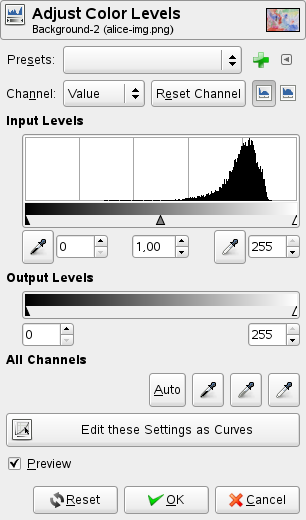 Adjust Color Levels
Background-2 (alice-img.png)
Presets:
Channel: Value Reset Channel
Input Levels
0 1,00 255
Output Levels
0 255
All Channels
Auto
Edit these Settings as Curves
Preview
Reset OK Cancel